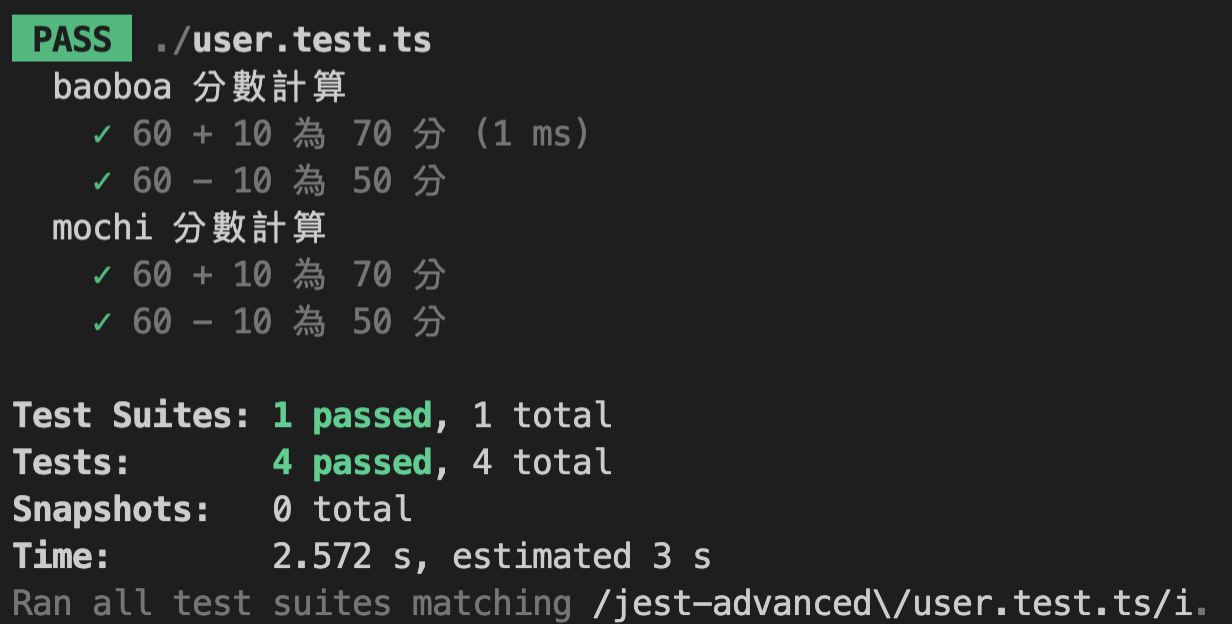 PASS ./user.test.ts
baoboa 分數計算
✓ 60 + 10 為 70 分 (1 ms)
✓ 60 - 10 為 50 分
mochi 分數計算
✓ 60 + 10 為 70 分
✓ 60 - 10 為 50 分
Test Suites: 1 passed, 1 total
Tests: 4 passed, 4 total
Snapshots: 0 total
Time: 2.572 s, estimated 3 s
Ran all test suites matching /jest-advanced\/user.test.ts/i.